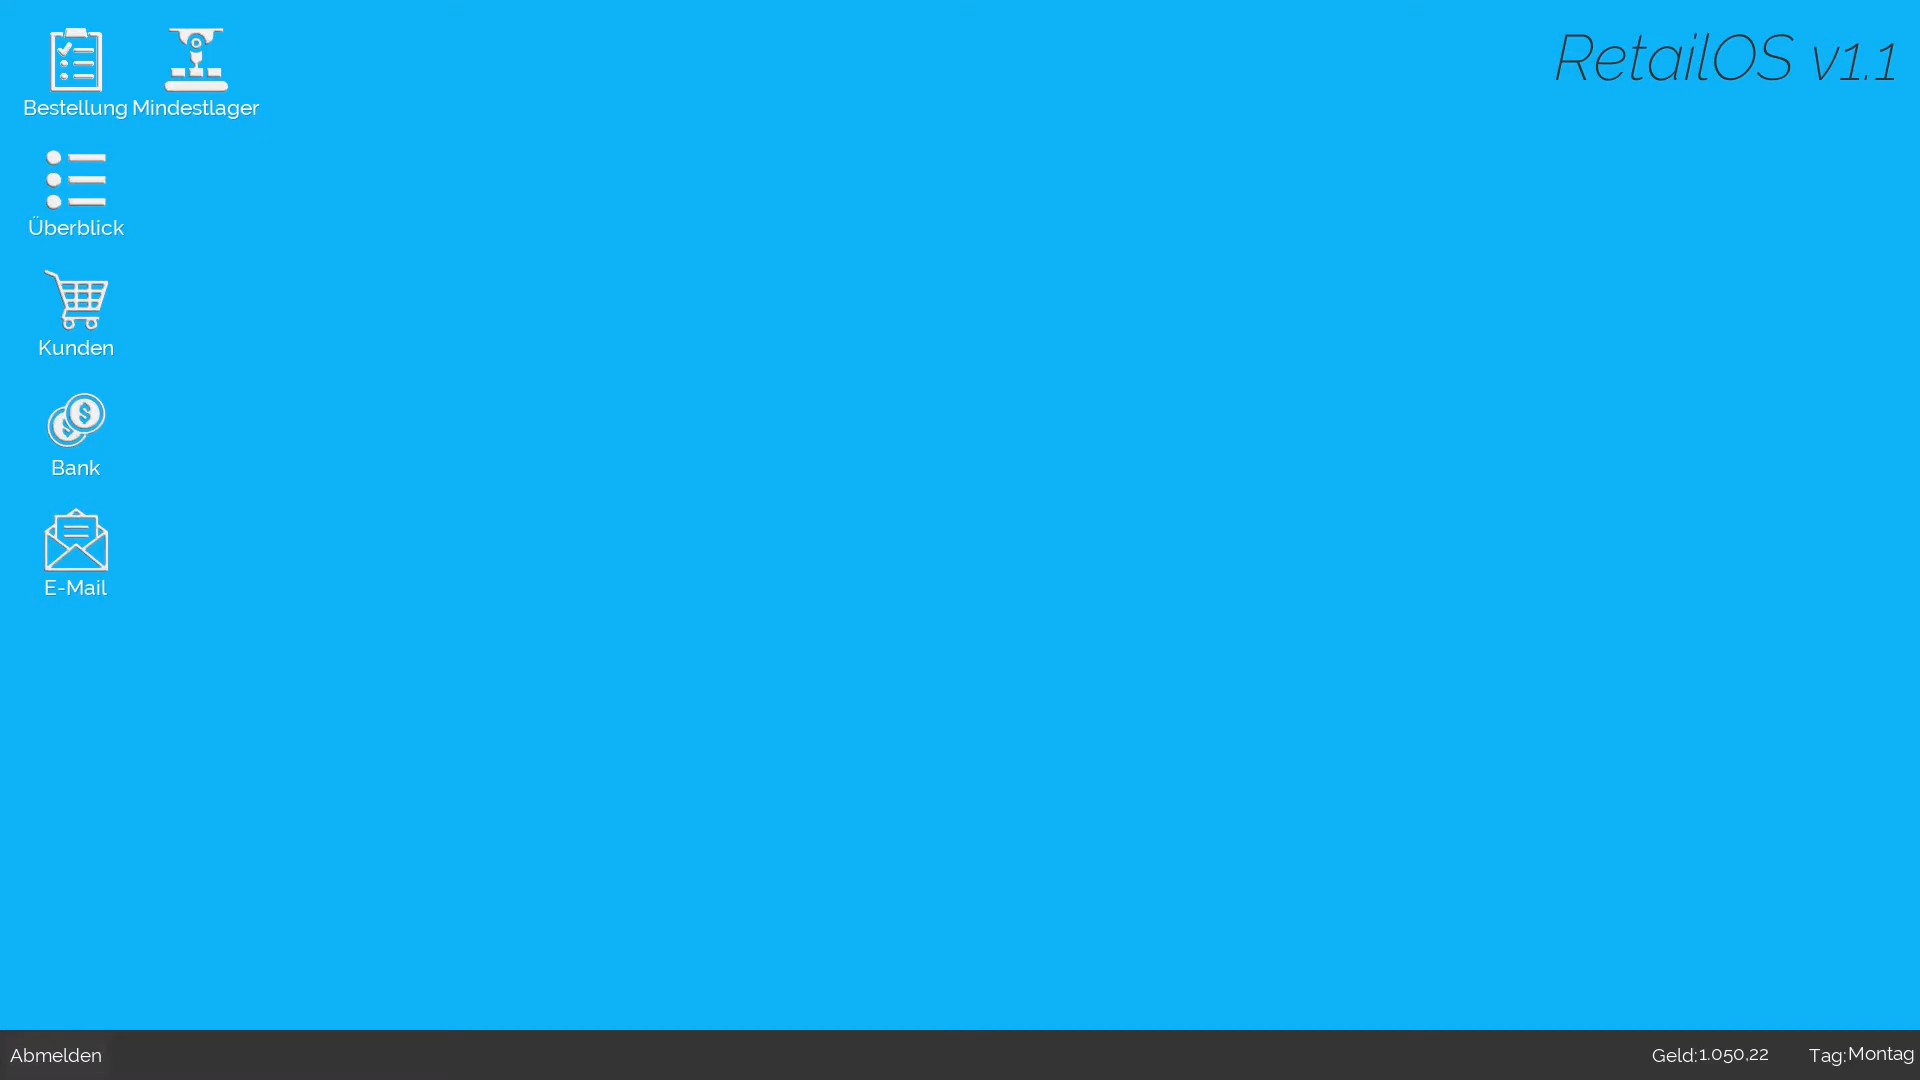 RetailOS v1.1
Bestellung Mindestlager
Überblick
Kunden
Bank
E-Mail
Abmelden Geld:1.050,22 Tag:Montag